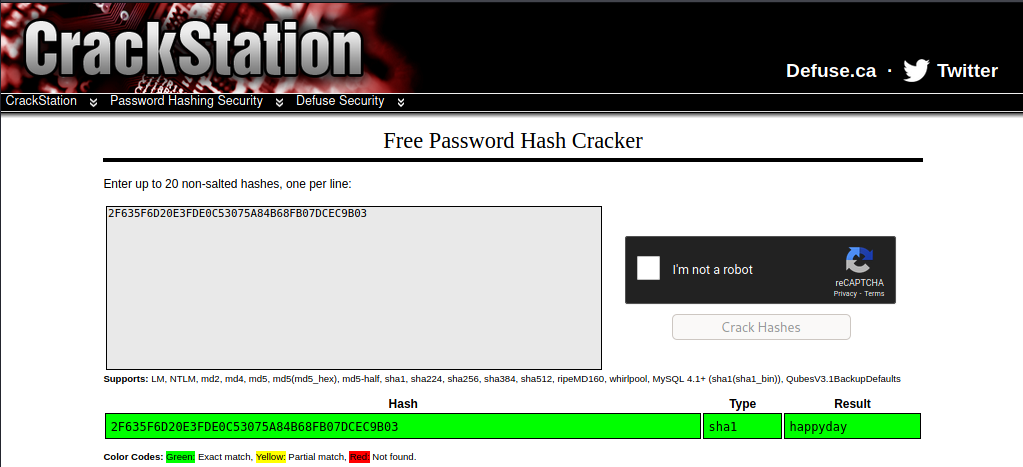 CrackStation
Defuse.ca · Twitter
CrackStation Password Hashing Security Defuse Security
Free Password Hash Cracker
Enter up to 20 non-salted hashes, one per line:
2F635F6D20E3FDE0C53075A84B68FB07DCEC9B03
I'm not a robot
reCAPTCHA
Privacy - Terms
Crack Hashes
Supports: LM, NTLM, md2, md4, md5, md5(md5_hex), md5-half, sha1, sha224, sha256, sha384, sha512, ripeMD160, whirlpool, MySQL 4.1+ (sha1(sha1_bin)), QubesV3.1BackupDefaults
Hash Type Result
2F635F6D20E3FDE0C53075A84B68FB07DCEC9B03 sha1 happyday
Color Codes: Green: Exact match, Yellow: Partial match, Red: Not found.